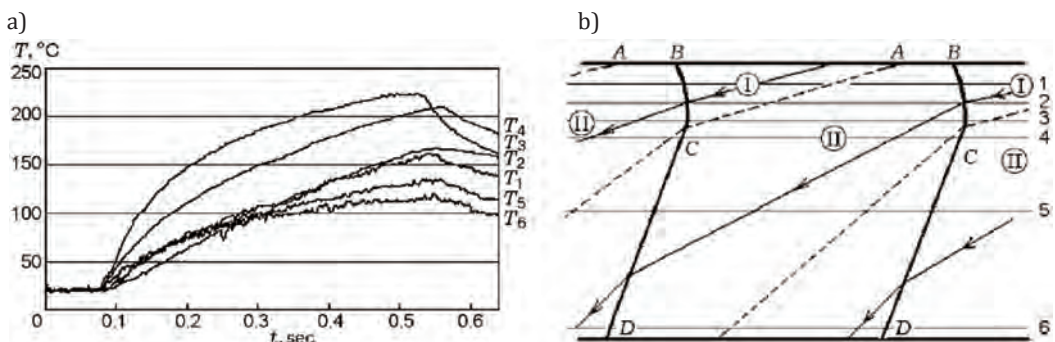 a)
T, °C
250
200
150
100
50
0 0.1 0.2 0.3 0.4 0.5 0.6
t, sec
T4
T3
T2
T1
T5
T6
b)
A B A B
I I 1
2
II II 3
C C 4
II
5
D D 6